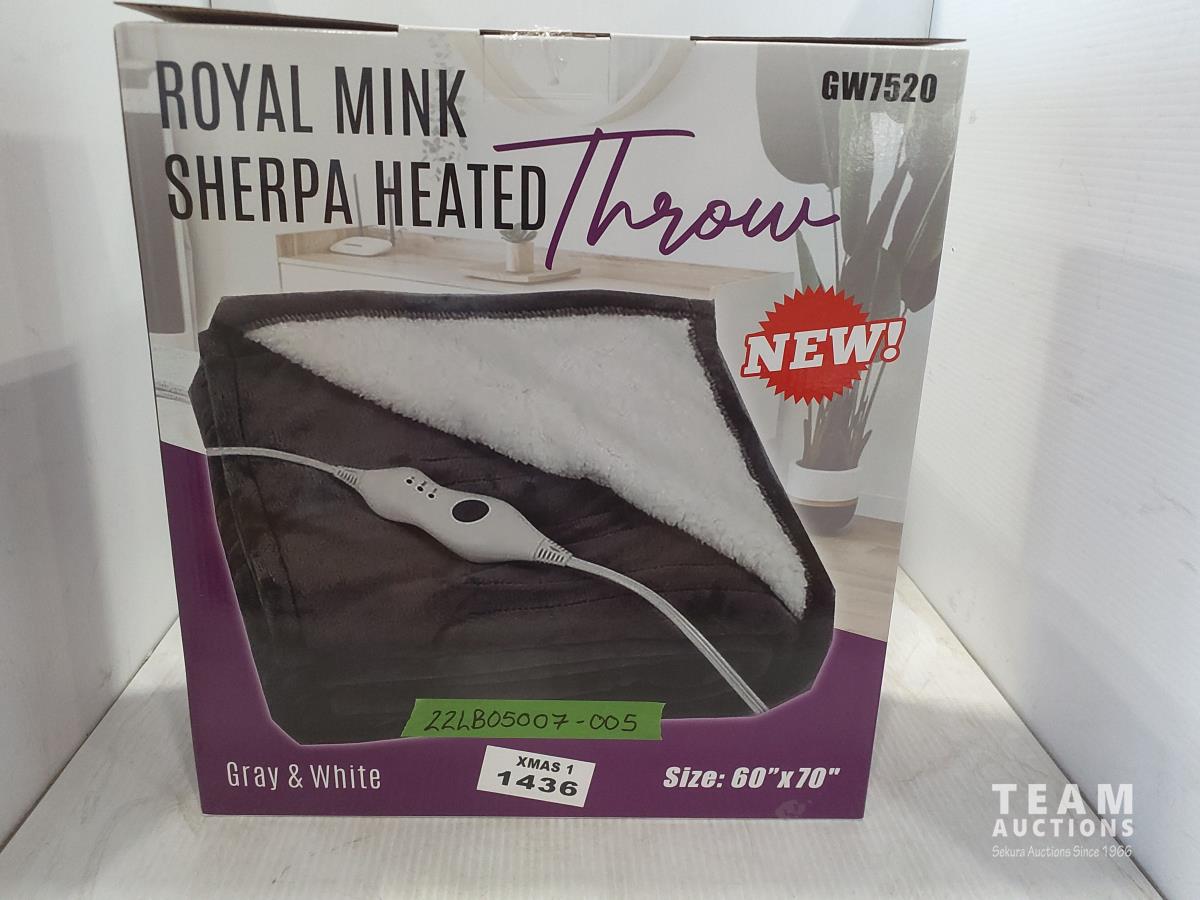 ROYAL MINK
GW7520
SHERPA HEATED Throw
NEW!
22LB05007-005
Gray & White
XMAS 1
1436
Size: 60"x70"
TEAM
AUCTIONS
Sekura Auctions Since 1966